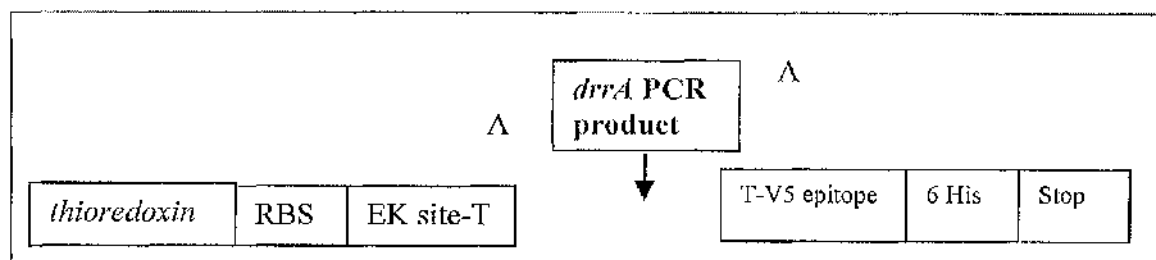 Λ
drrA PCR
product
Λ
thioredoxin RBS EK site-T T-V5 epitope 6 His Stop